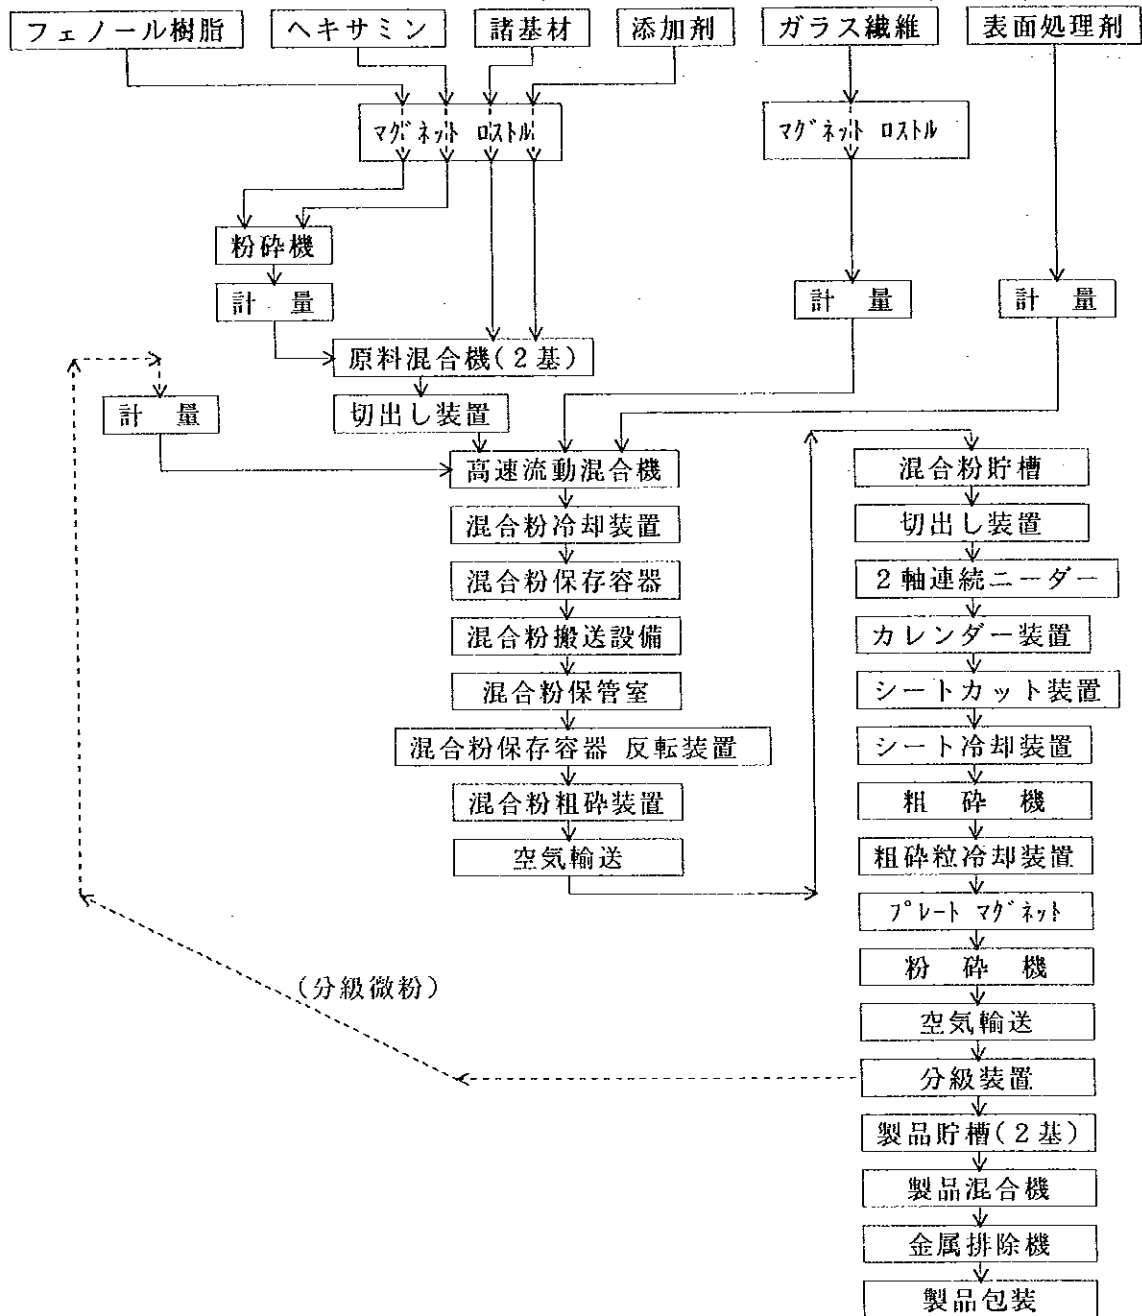 フェノール樹脂 ヘキサミン 諸基材 添加剤 ガラス繊維 表面処理剤
マグネット ロストル マグネット ロストル
粉砕機
計 量 計 量 計 量
原料混合機(2基)
計 量 切出し装置
高速流動混合機 混合粉貯槽
混合粉冷却装置 切出し装置
混合粉保存容器 2軸連続ニーダー
混合粉搬送設備 カレンダー装置
混合粉保管室 シートカット装置
混合粉保存容器 反転装置 シート冷却装置
混合粉粗砕装置 粗 砕 機
空気輸送 粗砕粒冷却装置
プレート マグネット
粉 砕 機
(分級微粉)
空気輸送
分級装置
製品貯槽(2基)
製品混合機
金属排除機
製品包装